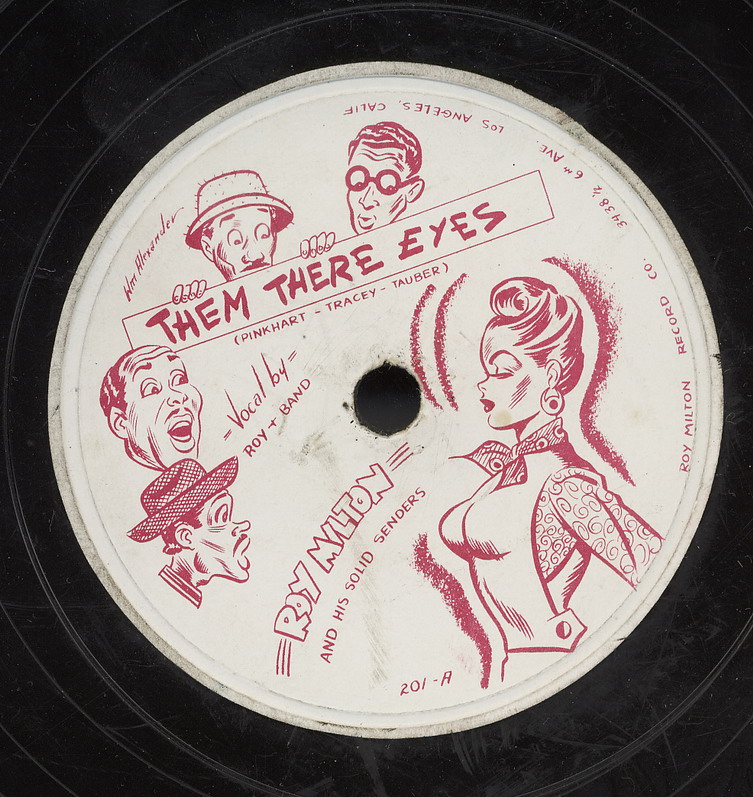 Wm Alexander
THEM THERE EYES
(PINKHART - TRACEY - TAUBER)
=Vocal by=
ROY + BAND
ROY MILTON
AND HIS SOLID SENDERS
201-A
ROY MILTON RECORD CO. 3438 ½ 6TH AVE. LOS ANGELES, CALIF